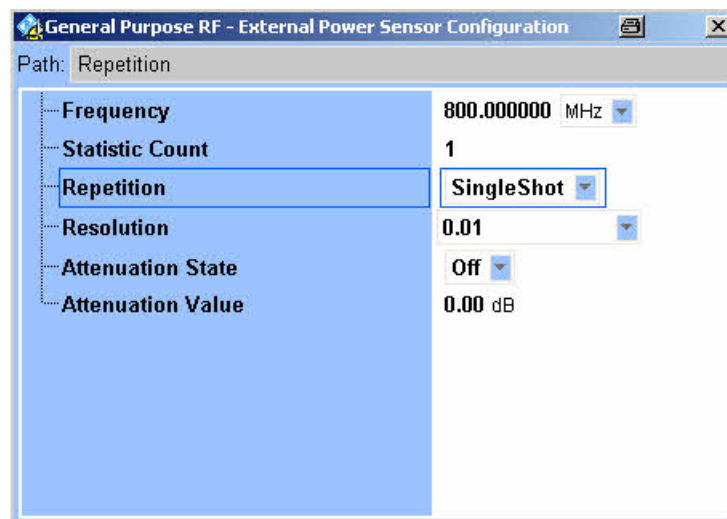 General Purpose RF - External Power Sensor Configuration
Path: Repetition
Frequency 800.000000 MHz
Statistic Count 1
Repetition SingleShot
Resolution 0.01
Attenuation State Off
Attenuation Value 0.00 dB